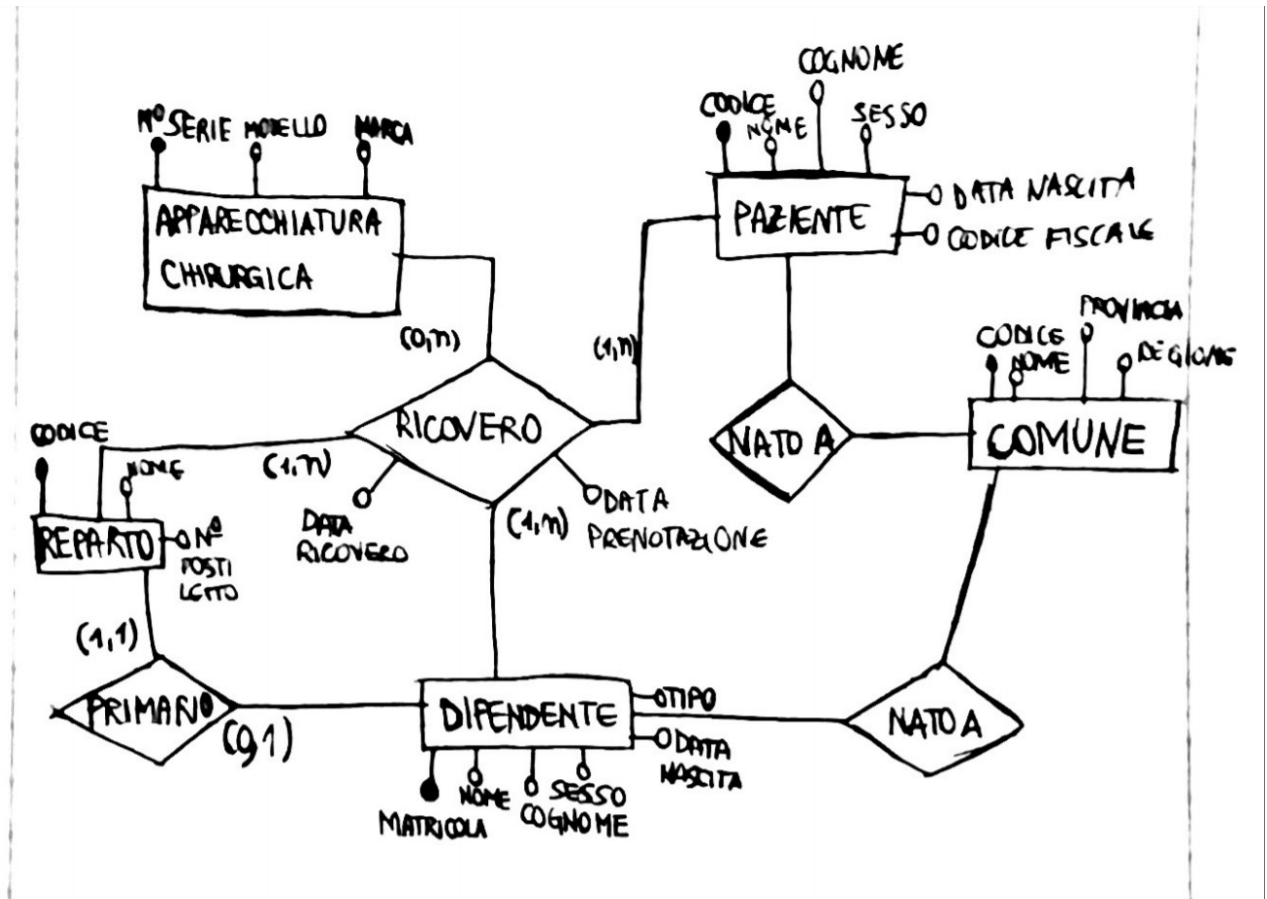 N° SERIE
MODELLO
MARCA
APPARECCHIATURA
CHIRURGICA
CODICE
NOME
COGNOME
SESSO
PAZIENTE
DATA NASCITA
CODICE FISCALE
(0,n)
(1,n)
CODICE
NOME
PROVINCIA
REGIONE
COMUNE
NATO A
RICOVERO
DATA
RICOVERO
DATA
PRENOTAZIONE
(1,n)
(1,n)
CODICE
NOME
REPARTO
N°
POSTI
LETTO
(1,1)
PRIMARIO
(0,1)
DIPENDENTE
TIPO
DATA
NASCITA
MATRICOLA
NOME
COGNOME
SESSO
NATO A